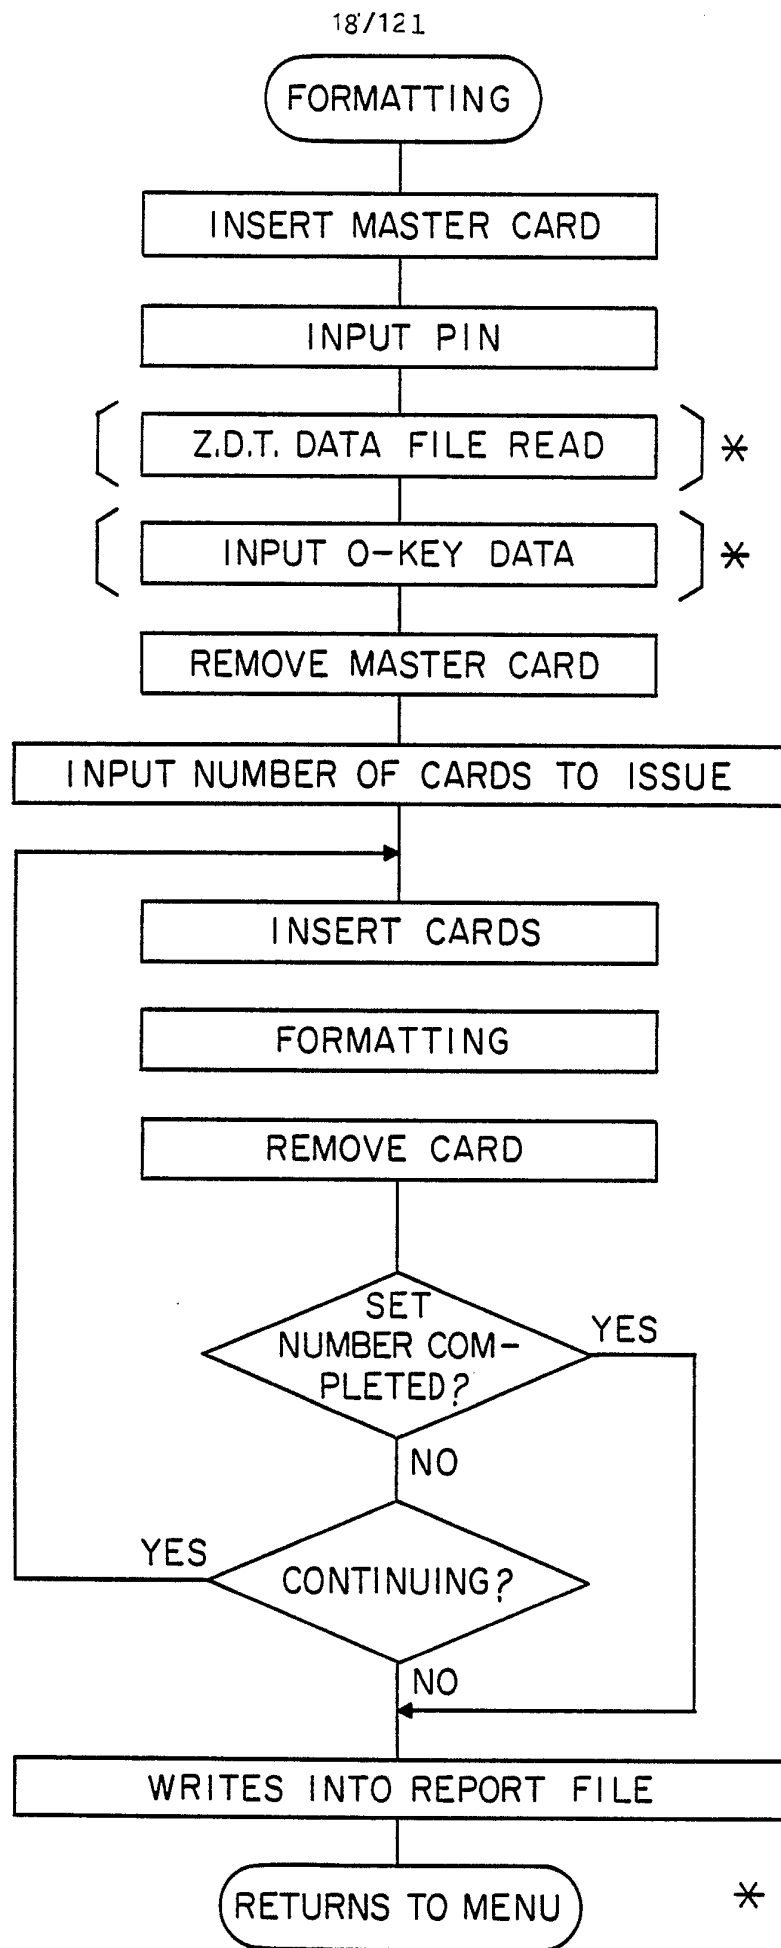 18/121
FORMATTING
INSERT MASTER CARD
INPUT PIN
Z.D.T. DATA FILE READ
*
INPUT O-KEY DATA
*
REMOVE MASTER CARD
INPUT NUMBER OF CARDS TO ISSUE
INSERT CARDS
FORMATTING
REMOVE CARD
SET
NUMBER COM-
PLETED?
YES
NO
YES
CONTINUING?
NO
WRITES INTO REPORT FILE
RETURNS TO MENU
*